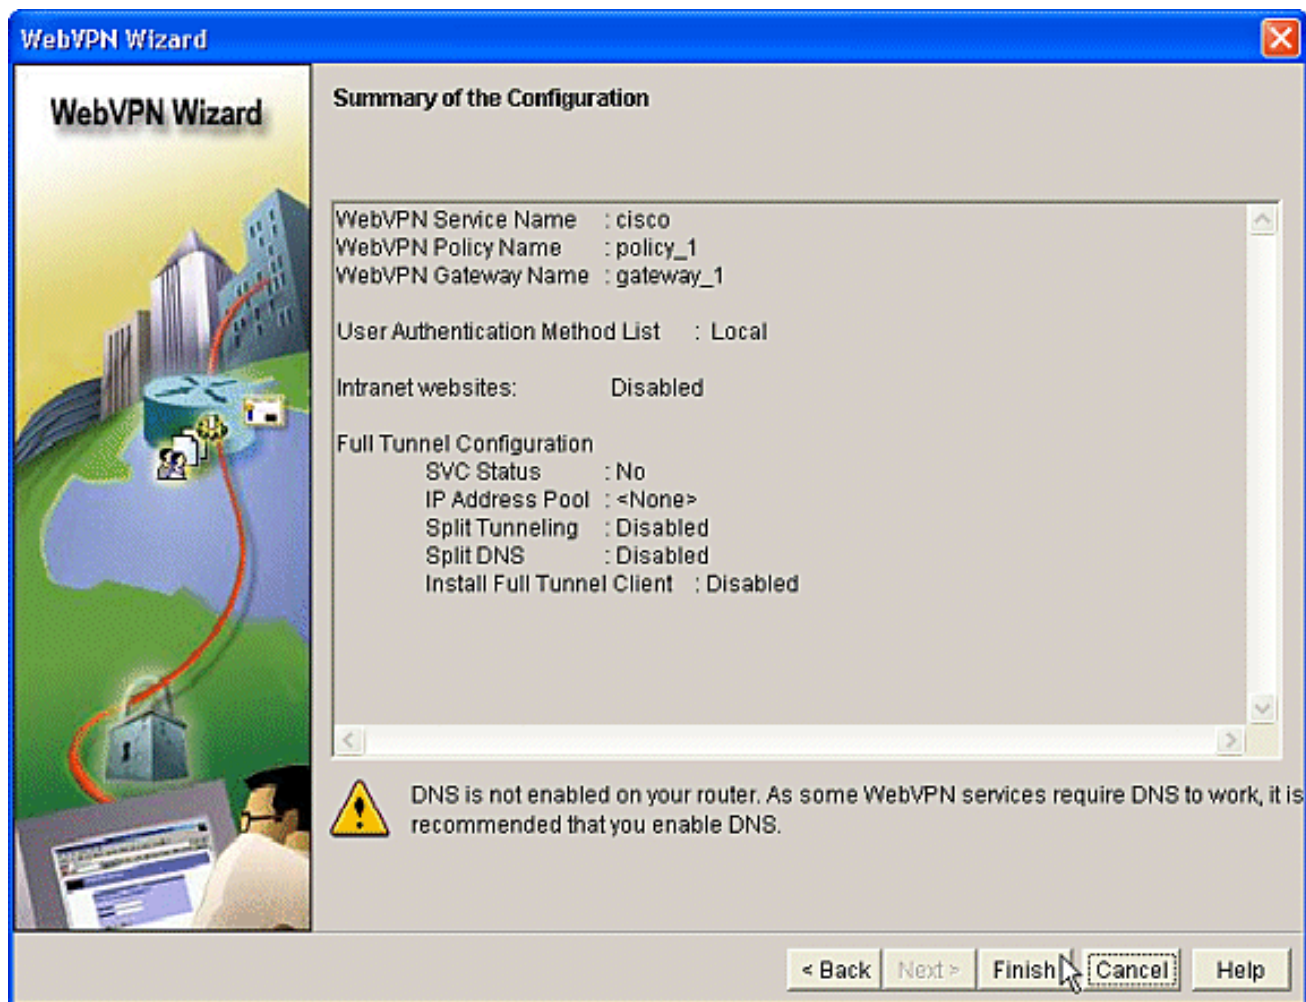 WebVPN Wizard
WebVPN Wizard
Summary of the Configuration
WebVPN Service Name : cisco
WebVPN Policy Name : policy_1
WebVPN Gateway Name : gateway_1
User Authentication Method List : Local
Intranet websites: Disabled
Full Tunnel Configuration
SVC Status : No
IP Address Pool : <None>
Split Tunneling : Disabled
Split DNS : Disabled
Install Full Tunnel Client : Disabled
DNS is not enabled on your router. As some WebVPN services require DNS to work, it is
recommended that you enable DNS.
< Back Next > Finish Cancel Help